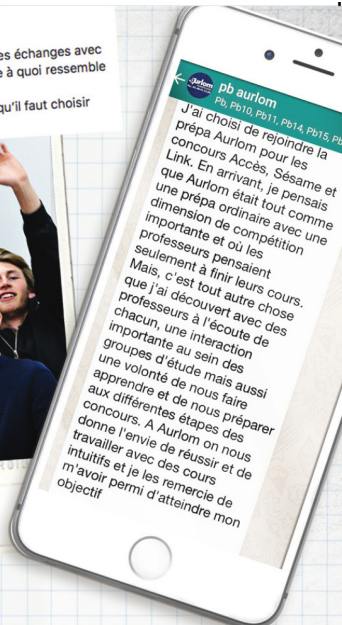 es échanges avec
à quoi ressemble
qu'il faut choisir
Aurlom
pb aurlom
Pb, Pb10, Pb11, Pb14, Pb15, Pb
J'ai choisi de rejoindre la
prépa Aurlom pour les
concours Accès, Sésame et
Link. En arrivant, je pensais
que Aurlom était tout comme
une prépa ordinaire avec une
dimension de compétition
importante et où les
professeurs pensaient
seulement à finir leurs cours.
Mais, c'est tout autre chose
que j'ai découvert avec des
professeurs à l'écoute de
chacun, une interaction
importante au sein des
groupes d'étude mais aussi
une volonté de nous faire
apprendre et de nous préparer
aux différentes étapes des
concours. A Aurlom on nous
donne l'envie de réussir et de
travailler avec des cours
intuitifs et je les remercie de
m'avoir permi d'atteindre mon
objectif